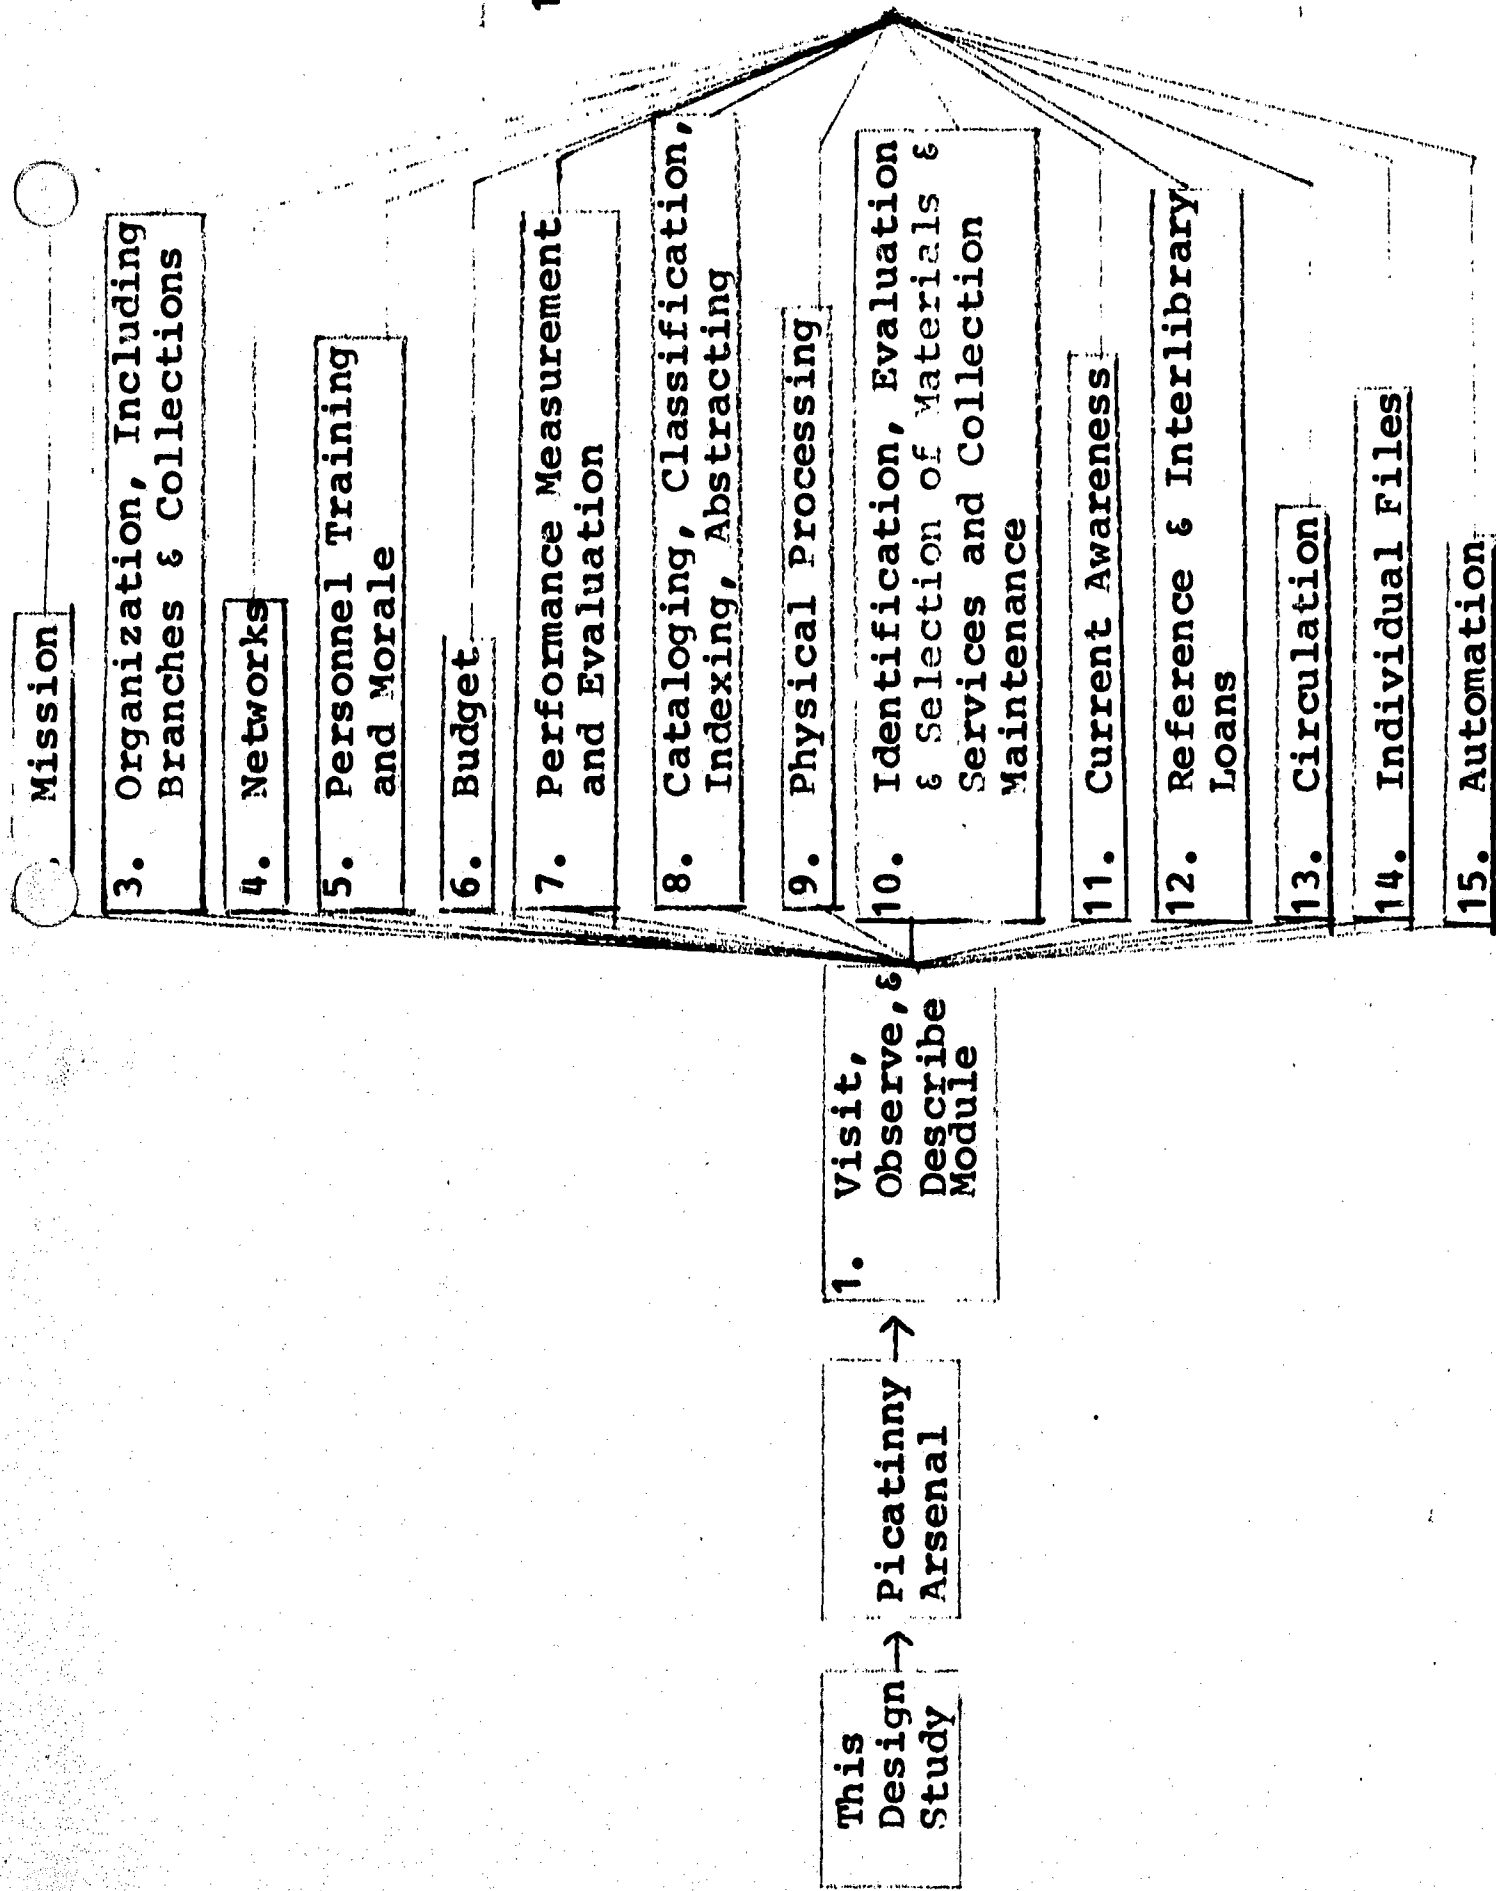 This
Design
Study
Picatinny
Arsenal
1. Visit,
Observe, &
Describe
Module
Mission
3. Organization, Including
Branches & Collections
4. Networks
5. Personnel Training
and Morale
6. Budget
7. Performance Measurement
and Evaluation
8. Cataloging, Classification,
Indexing, Abstracting
9. Physical Processing
10. Identification, Evaluation
& Selection of Materials &
Services and Collection
Maintenance
11. Current Awareness
12. Reference & Interlibrary
Loans
13. Circulation
14. Individual Files
15. Automation